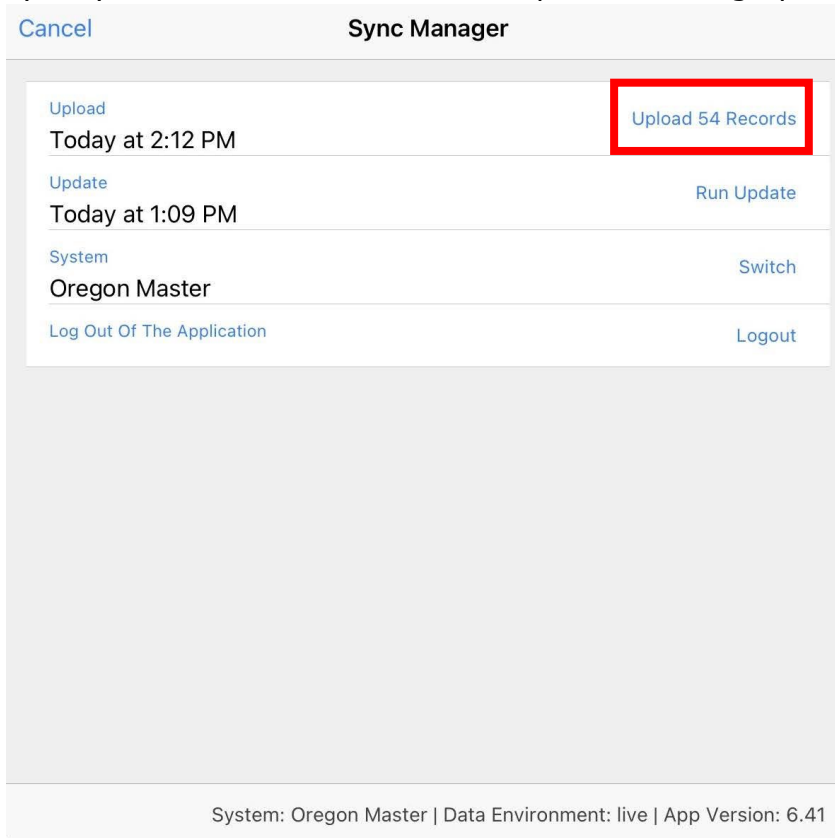 Cancel Sync Manager
Upload
Today at 2:12 PM
Upload 54 Records
Update
Today at 1:09 PM
Run Update
System
Oregon Master
Switch
Log Out Of The Application
Logout
System: Oregon Master | Data Environment: live | App Version: 6.41